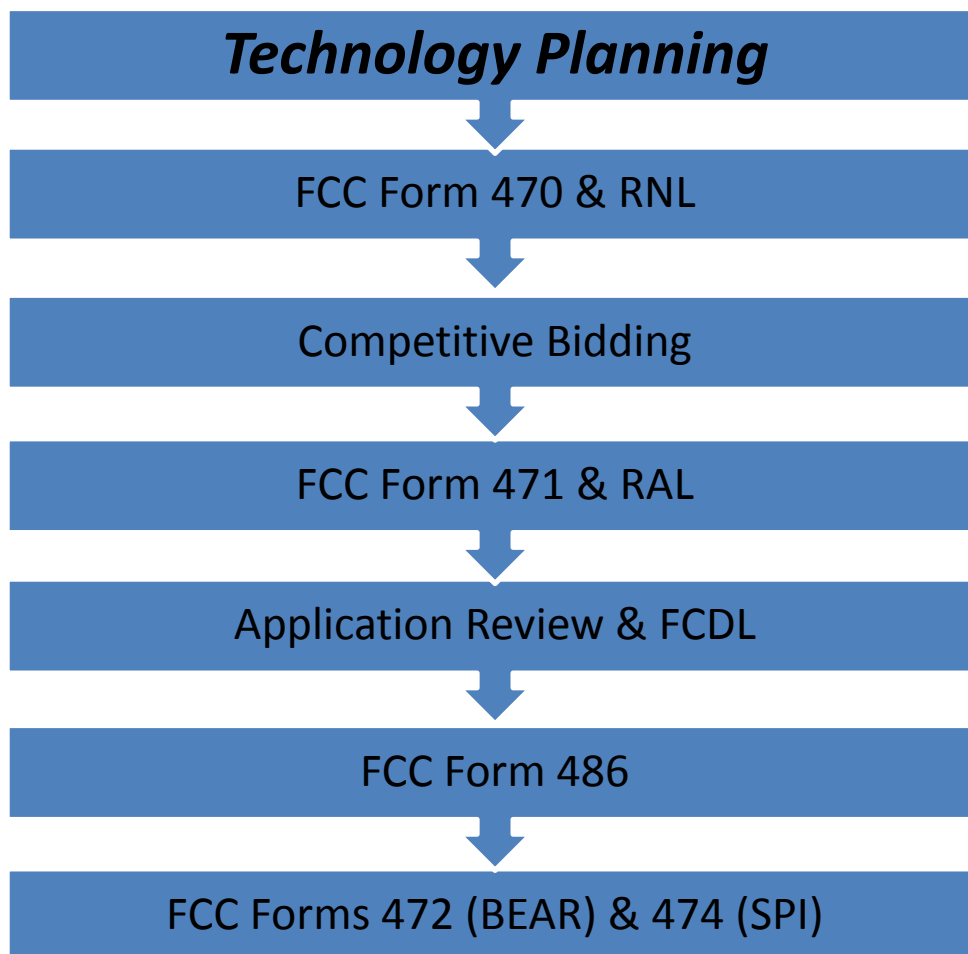 Technology Planning
FCC Form 470 & RNL
Competitive Bidding
FCC Form 471 & RAL
Application Review & FCDL
FCC Form 486
FCC Forms 472 (BEAR) & 474 (SPI)